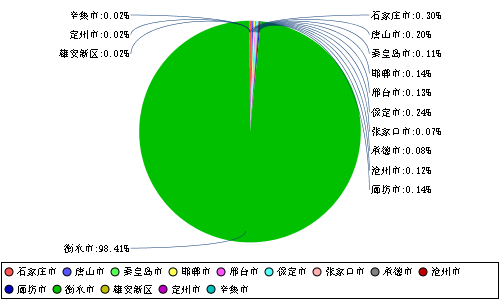 辛集市:0.02%
定州市:0.02%
雄安新区:0.02%
石家庄市:0.30%
唐山市:0.20%
秦皇岛市:0.11%
邯郸市:0.14%
邢台市:0.13%
保定市:0.24%
张家口市:0.07%
承德市:0.08%
沧州市:0.12%
廊坊市:0.14%
衡水市:98.41%
石家庄市 唐山市 秦皇岛市 邯郸市 邢台市 保定市 张家口市 承德市 沧州市
廊坊市 衡水市 雄安新区 定州市 辛集市